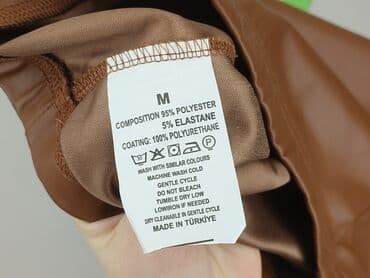 M
COMPOSITION 95% POLYESTER
5% ELASTANE
COATING: 100% POLYURETHANE
WASH WITH SIMILAR COLOURS
MACHINE WASH COLD
GENTLE CYCLE
DO NOT BLEACH
TUMBLE DRY LOW
LOWIRON IF NEEDED
DRY CLEANABLE IN GENTLE CYCLE
MADE IN TÜRKİYE